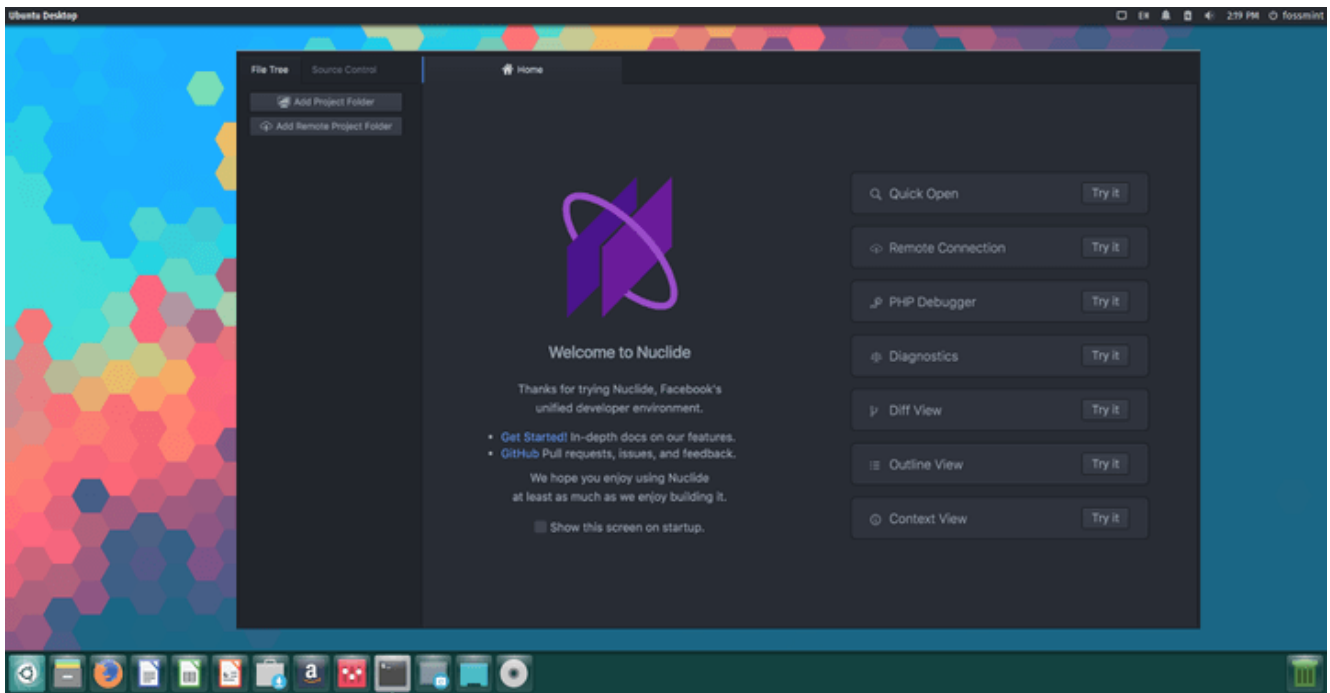 Ubuntu Desktop
2:19 PM fossmint
File Tree Source Control
Home
Add Project Folder
Add Remote Project Folder
Welcome to Nuclide
Thanks for trying Nuclide, Facebook's
unified developer environment.
• Get Started! In-depth docs on our features.
• GitHub Pull requests, issues, and feedback.
We hope you enjoy using Nuclide
at least as much as we enjoy building it.
Show this screen on startup.
Quick Open Try it
Remote Connection Try it
PHP Debugger Try it
Diagnostics Try it
Diff View Try it
Outline View Try it
Context View Try it
a